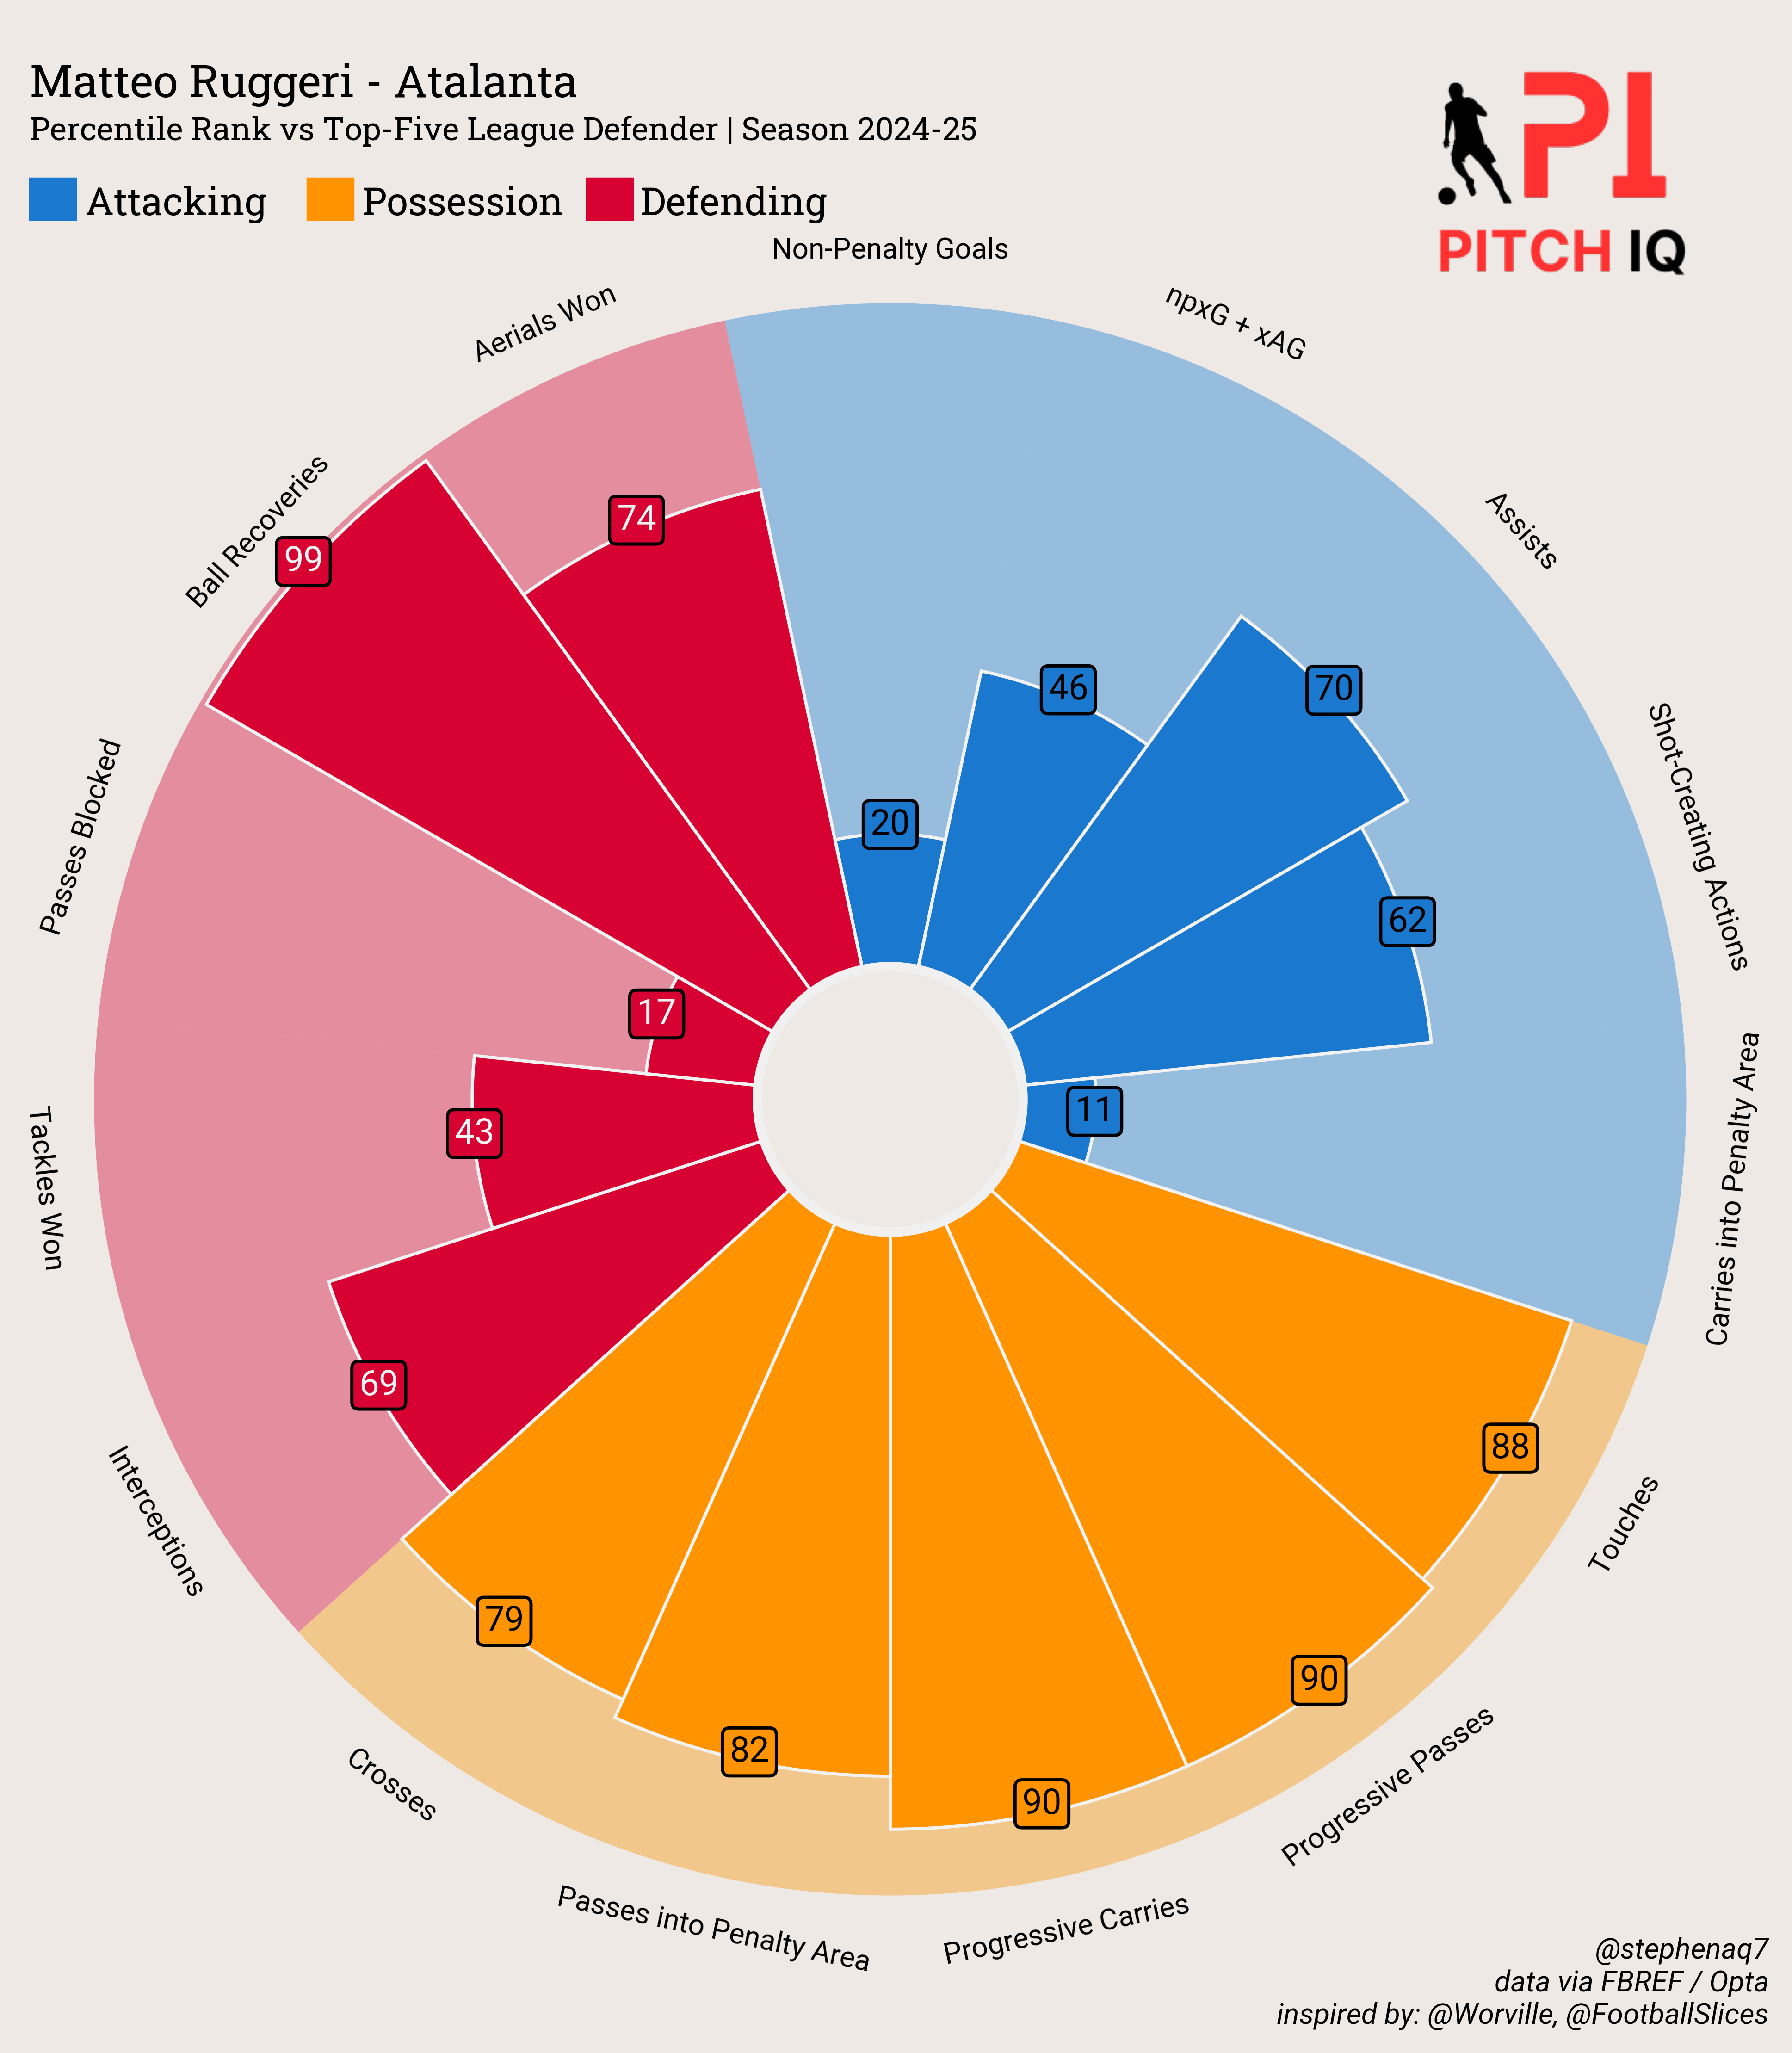 Matteo Ruggeri - Atalanta
Percentile Rank vs Top-Five League Defender | Season 2024-25
Attacking
Possession
Defending
PI
PITCH IQ
Non-Penalty Goals
20
npxG + xAG
46
Assists
70
Shot-Creating Actions
62
Carries into Penalty Area
11
Touches
88
Progressive Passes
90
Progressive Carries
90
Passes into Penalty Area
82
Crosses
79
Interceptions
69
Tackles Won
43
Passes Blocked
17
Ball Recoveries
99
Aerials Won
74
@stephenaq7
data via FBREF / Opta
inspired by: @Worville, @FootballSlices